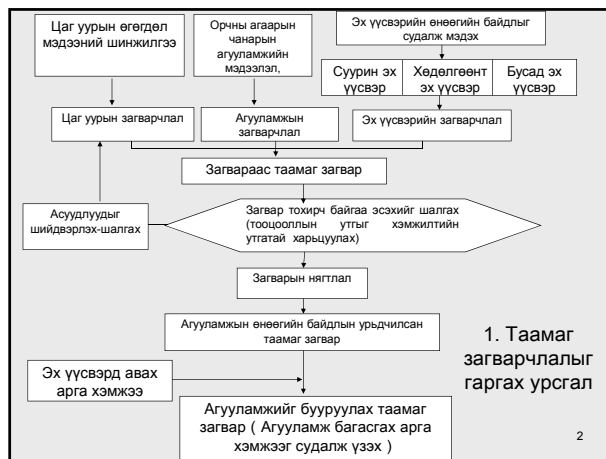 Цаг уурын өгөгдөл
мэдээний шинжилгээ
Орчны агаарын
чанарын
агууламжийн
мэдээлэл,
Эх үүсвэрийн өнөөгийн байдлыг
судалж мэдэх
Суурин эх
үүсвэр
Хөдөлгөөнт
эх үүсвэр
Бусад эх
үүсвэр
Цаг уурын загварчлал
Агууламжын
загварчлал
Эх үүсвэрийн загварчлал
Загвараас таамаг загвар
Асуудлуудыг
шийдвэрлэх-шалгах
Загвар тохирч байгаа эсэхийг шалгах
(тооцооллын утгыг хэмжилтийн
утгатай харьцуулах)
Загварын нягтлал
Агууламжын өнөөгийн байдлын урьдчилсан
таамаг загвар
Эх үүсвэрд авах
арга хэмжээ
Агууламжийг бууруулах таамаг
загвар ( Агууламж багасгах арга
хэмжээг судалж үзэх )
1. Таамаг
загварчлалыг
гаргах урсгал
2